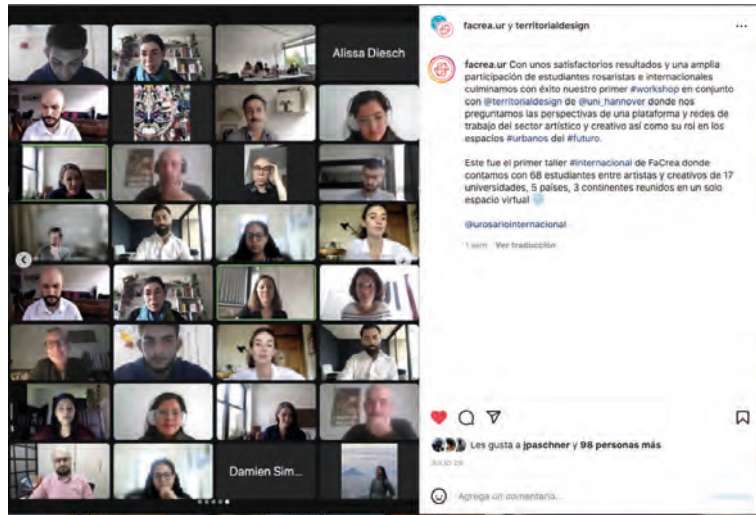 Alissa Diesch
Damien Sim...
facrea.ur y territorialdesign
facrea.ur Con unos satisfactorios resultados y una amplia
participación de estudiantes rosaristas e internacionales
culminamos con éxito nuestro primer #workshop en conjunto
con @territorialdesign de @uni_hannover donde nos
preguntamos las perspectivas de una plataforma y redes de
trabajo del sector artístico y creativo así como su rol en los
espacios #urbanos del #futuro.
Este fue el primer taller #internacional de FaCrea donde
contamos con 68 estudiantes entre artistas y creativos de 17
universidades, 5 países, 3 continentes reunidos en un solo
espacio virtual
@urosariointernacional
1 sem Ver traducción
Les gusta a jpaschner y 98 personas más
JULIO 28
Agrega un comentario...